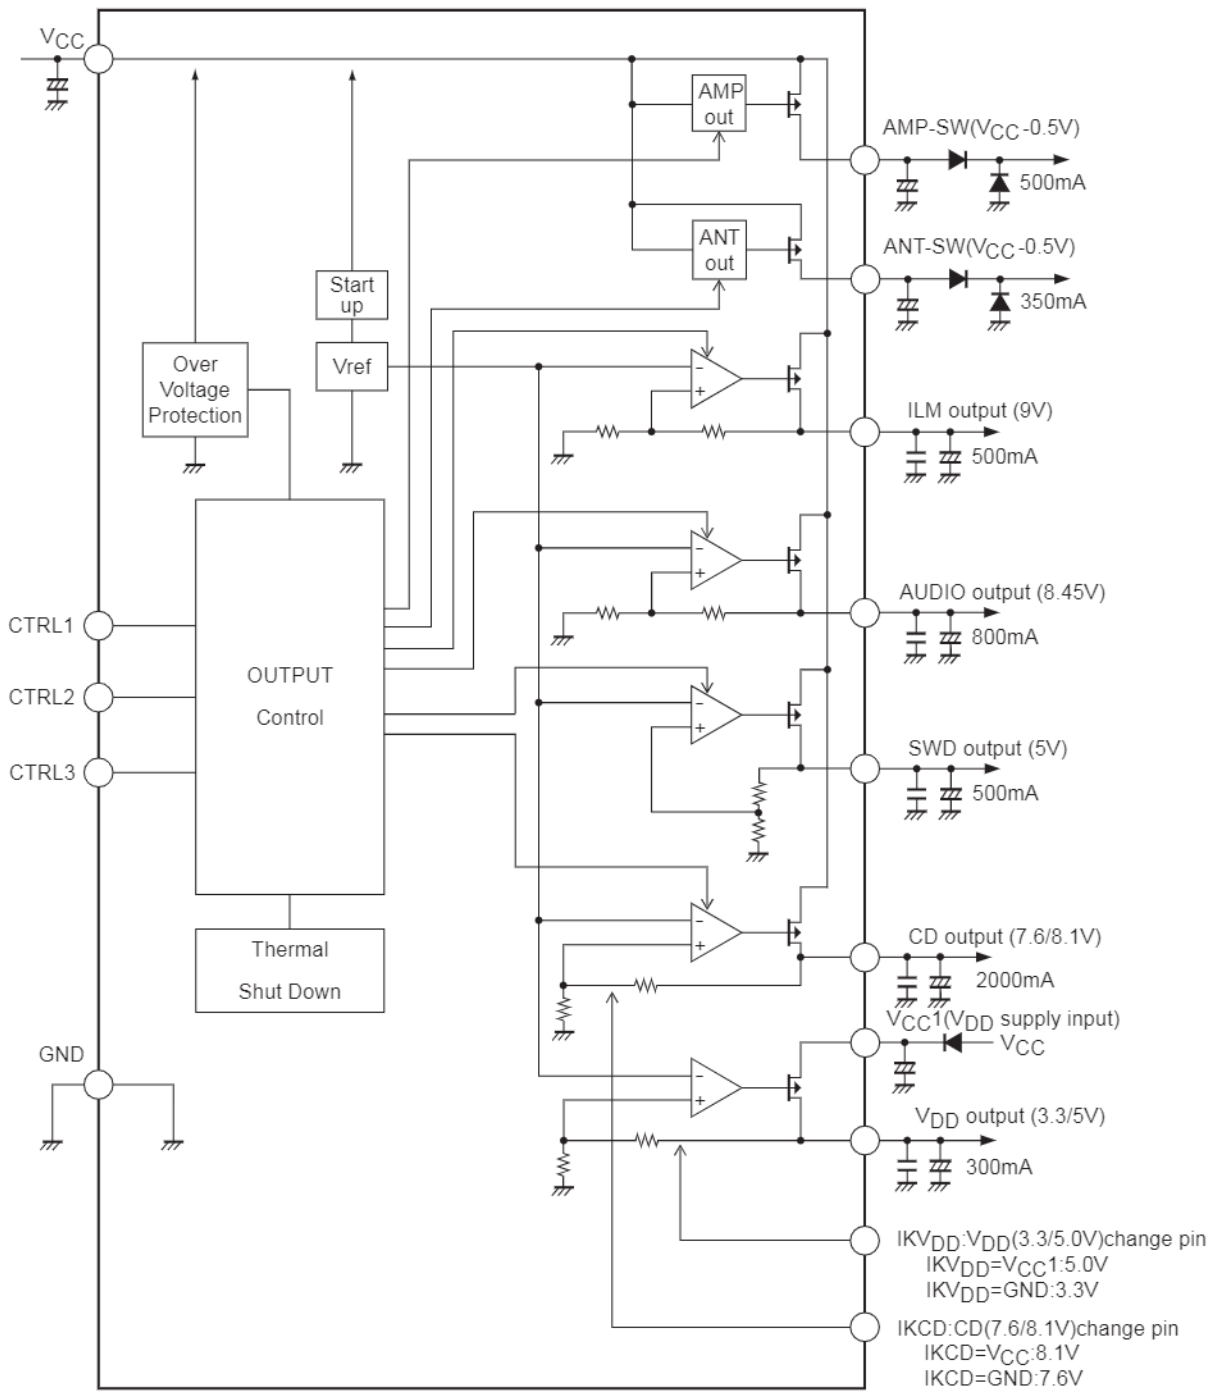 VCC
AMP
out
AMP-SW(VCC-0.5V)
500mA
ANT
out
ANT-SW(VCC-0.5V)
350mA
Start
up
Over
Voltage
Protection
Vref
-
+
ILM output (9V)
500mA
-
+
AUDIO output (8.45V)
800mA
CTRL1
CTRL2
CTRL3
OUTPUT
Control
-
+
SWD output (5V)
500mA
Thermal
Shut Down
-
+
CD output (7.6/8.1V)
2000mA
VCC1(VDD supply input)
VCC
GND
-
+
VDD output (3.3/5V)
300mA
IKVDD:VDD(3.3/5.0V)change pin
IKVDD=VCC1:5.0V
IKVDD=GND:3.3V
IKCD:CD(7.6/8.1V)change pin
IKCD=VCC:8.1V
IKCD=GND:7.6V